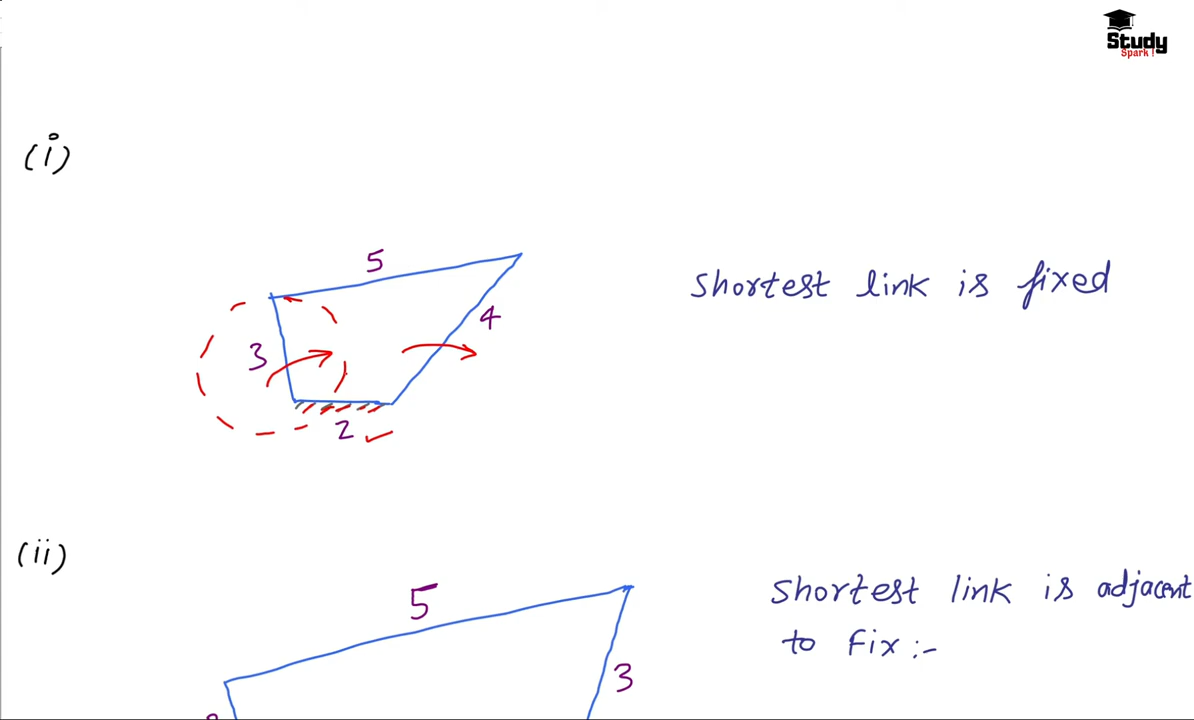 Study
Spark!
(i)
5
Shortest link is fixed
4
3
2
(ii)
5
Shortest link is adjacent
to Fix :-
3